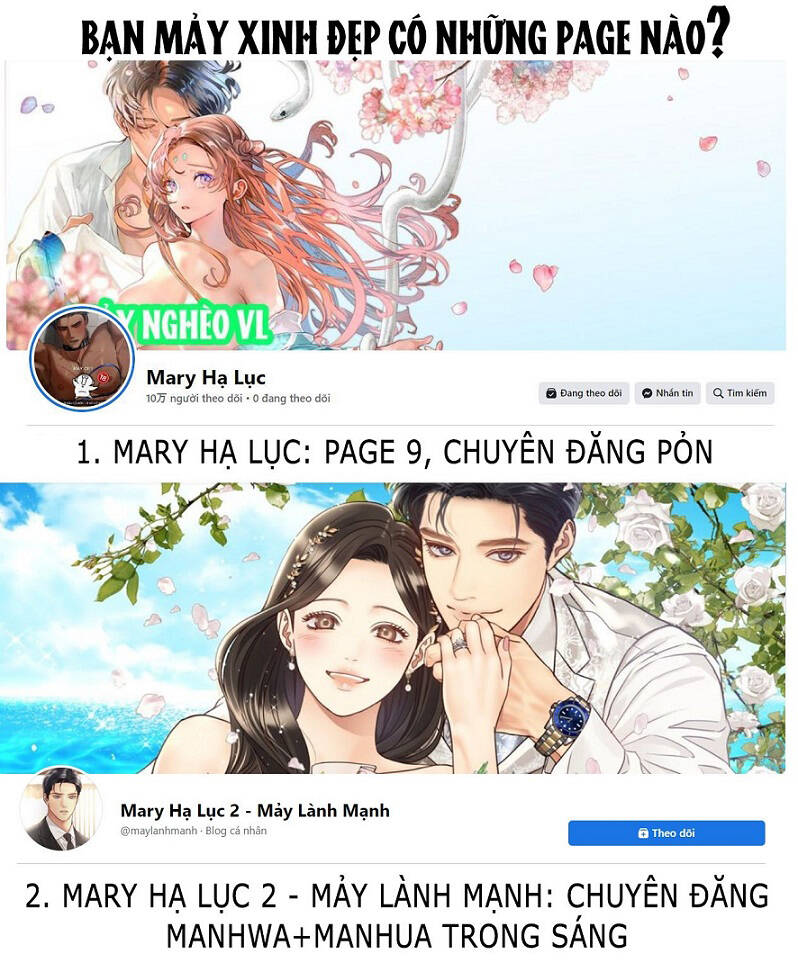 BẠN MẢY XINH ĐẸP CÓ NHỮNG PAGE NÀO?
NGHÈO VL
Mary Hạ Lục
10万 người theo dõi • 0 đang theo dõi
Đang theo dõi
Nhắn tin
Tìm kiếm
1. MARY HẠ LỤC: PAGE 9, CHUYÊN ĐĂNG PỎN
Mary Hạ Lục 2 - Mảy Lành Mạnh
@maylanhmanh · Blog cá nhân
Theo dõi
2. MARY HẠ LỤC 2 - MẢY LÀNH MẠNH: CHUYÊN ĐĂNG
MANHWA+MANHUA TRONG SÁNG